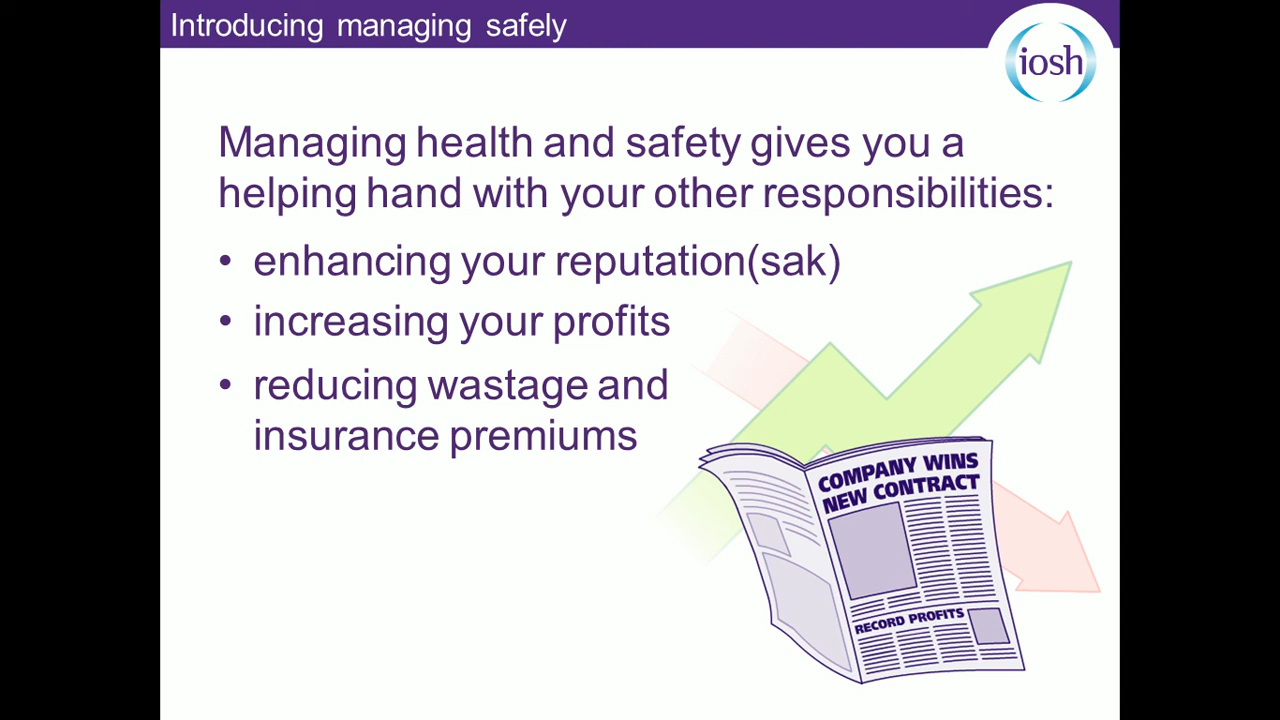 Introducing managing safely
iosh
Managing health and safety gives you a
helping hand with your other responsibilities:
• enhancing your reputation(sak)
• increasing your profits
• reducing wastage and
insurance premiums
COMPANY WINS
NEW CONTRACT
RECORD PROFITS